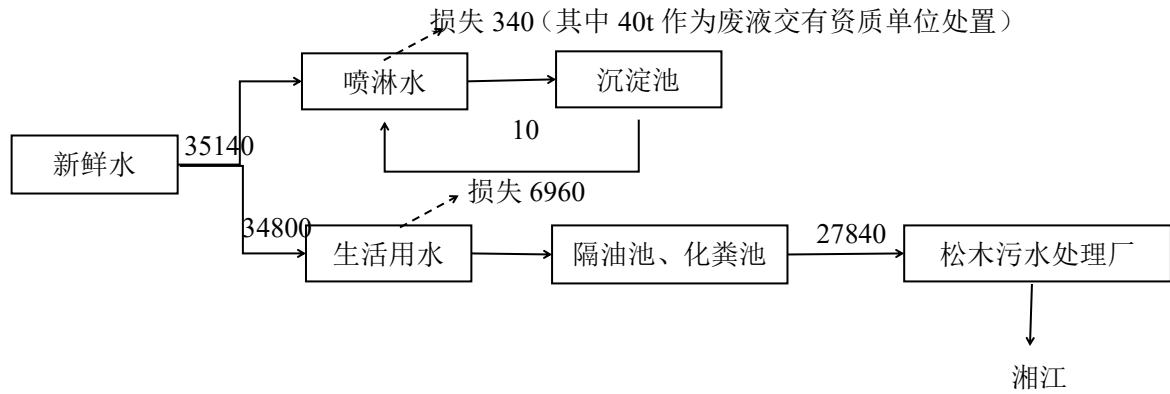 损失 340（其中 40t 作为废液交有资质单位处置）
喷淋水
沉淀池
35140
10
新鲜水
损失 6960
34800
生活用水
隔油池、化粪池
27840
松木污水处理厂
湘江